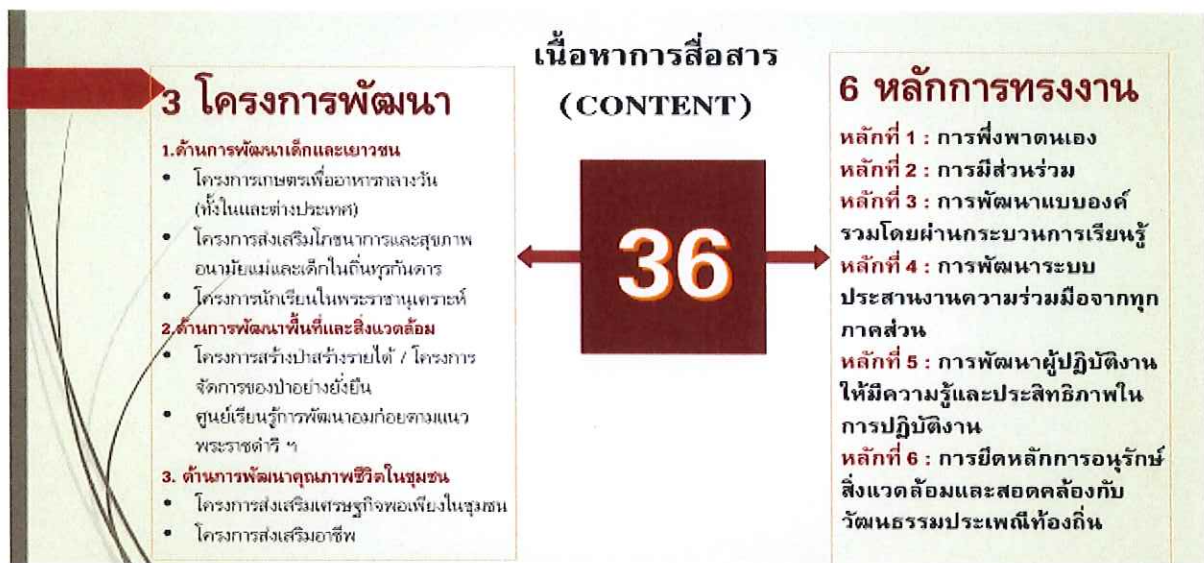 เนื้อหาการสื่อสาร
(CONTENT)
3 โครงการพัฒนา
1.ด้านการพัฒนาเด็กและเยาวชน
• โครงการเกษตรเพื่ออาหารกลางวัน
(ทั้งในและต่างประเทศ)
• โครงการส่งเสริมโภชนาการและสุขภาพ
อนามัยแม่และเด็กในถิ่นทุรกันดาร
• โครงการนักเรียนในพระราชานุเคราะห์
2.ด้านการพัฒนาพื้นที่และสิ่งแวดล้อม
• โครงการสร้างป่าสร้างรายได้ / โครงการ
จัดการของป่าอย่างยั่งยืน
• ศูนย์เรียนรู้การพัฒนาอมก๋อยตามแนว
พระราชดำริ ฯ
3. ด้านการพัฒนาคุณภาพชีวิตในชุมชน
• โครงการส่งเสริมเศรษฐกิจพอเพียงในชุมชน
• โครงการส่งเสริมอาชีพ
36
6 หลักการทรงงาน
หลักที่ 1 : การพึ่งพาตนเอง
หลักที่ 2 : การมีส่วนร่วม
หลักที่ 3 : การพัฒนาแบบองค์
รวมโดยผ่านกระบวนการเรียนรู้
หลักที่ 4 : การพัฒนาระบบ
ประสานงานความร่วมมือจากทุก
ภาคส่วน
หลักที่ 5 : การพัฒนาผู้ปฏิบัติงาน
ให้มีความรู้และประสิทธิภาพใน
การปฏิบัติงาน
หลักที่ 6 : การยึดหลักการอนุรักษ์
สิ่งแวดล้อมและสอดคล้องกับ
วัฒนธรรมประเพณีท้องถิ่น